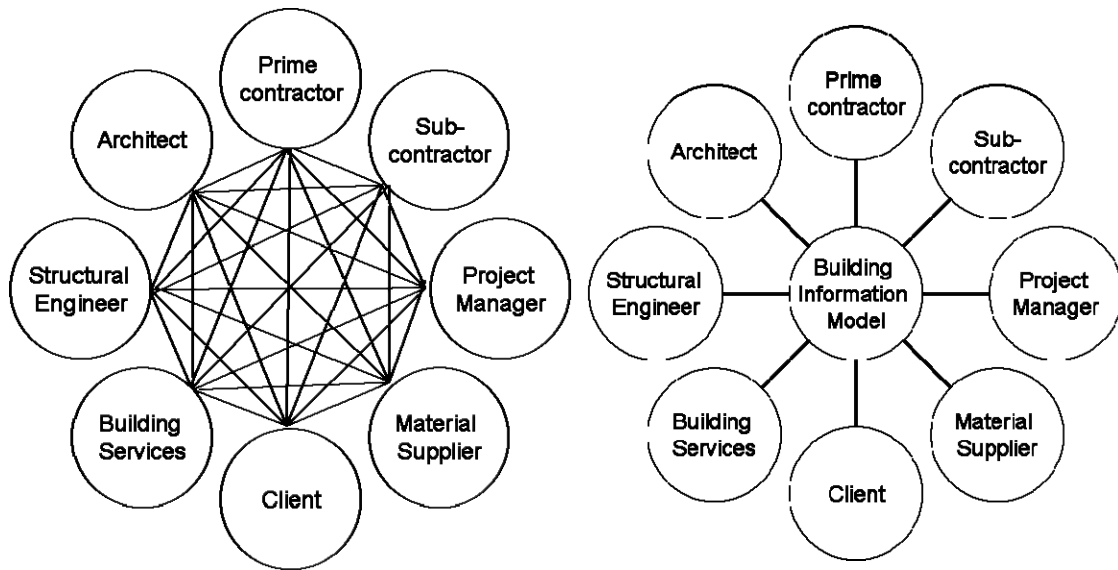 Prime
contractor
Architect
Sub-
contractor
Structural
Engineer
Project
Manager
Building
Services
Material
Supplier
Client
Prime
contractor
Architect
Sub-
contractor
Structural
Engineer
Building
Information
Model
Project
Manager
Building
Services
Material
Supplier
Client